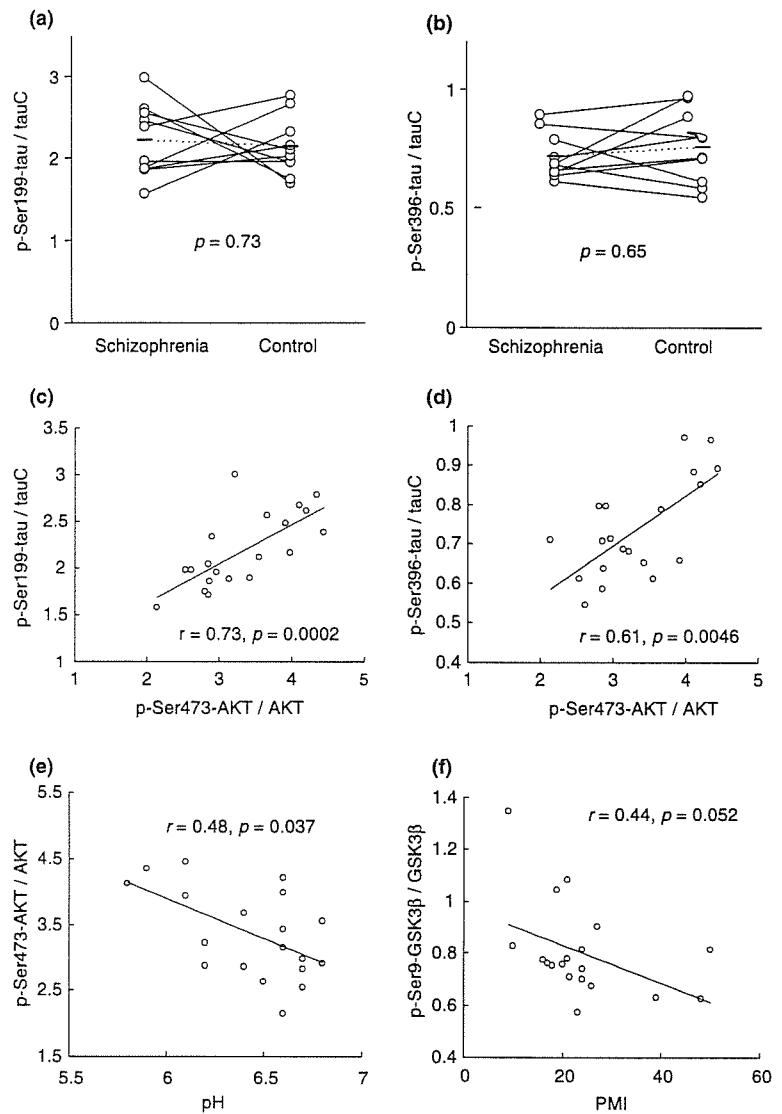 (a)
p-Ser199-tau / tauC
3
2
1
0
p = 0.73
Schizophrenia Control
(b)
p-Ser396-tau / tauC
1
0.5
0
p = 0.65
Schizophrenia Control
(c)
p-Ser199-tau / tauC
3.5
3
2.5
2
1.5
1
r = 0.73, p = 0.0002
1 2 3 4 5
p-Ser473-AKT / AKT
(d)
p-Ser396-tau / tauC
1
0.9
0.8
0.7
0.6
0.5
0.4
r = 0.61, p = 0.0046
1 2 3 4 5
p-Ser473-AKT / AKT
(e)
p-Ser473-AKT / AKT
5.5
4.5
3.5
2.5
1.5
r = 0.48, p = 0.037
5.5 6 6.5 7
pH
(f)
p-Ser9-GSK3β / GSK3β
1.4
1.2
1
0.8
0.6
0.4
r = 0.44, p = 0.052
0 20 40 60
PMI